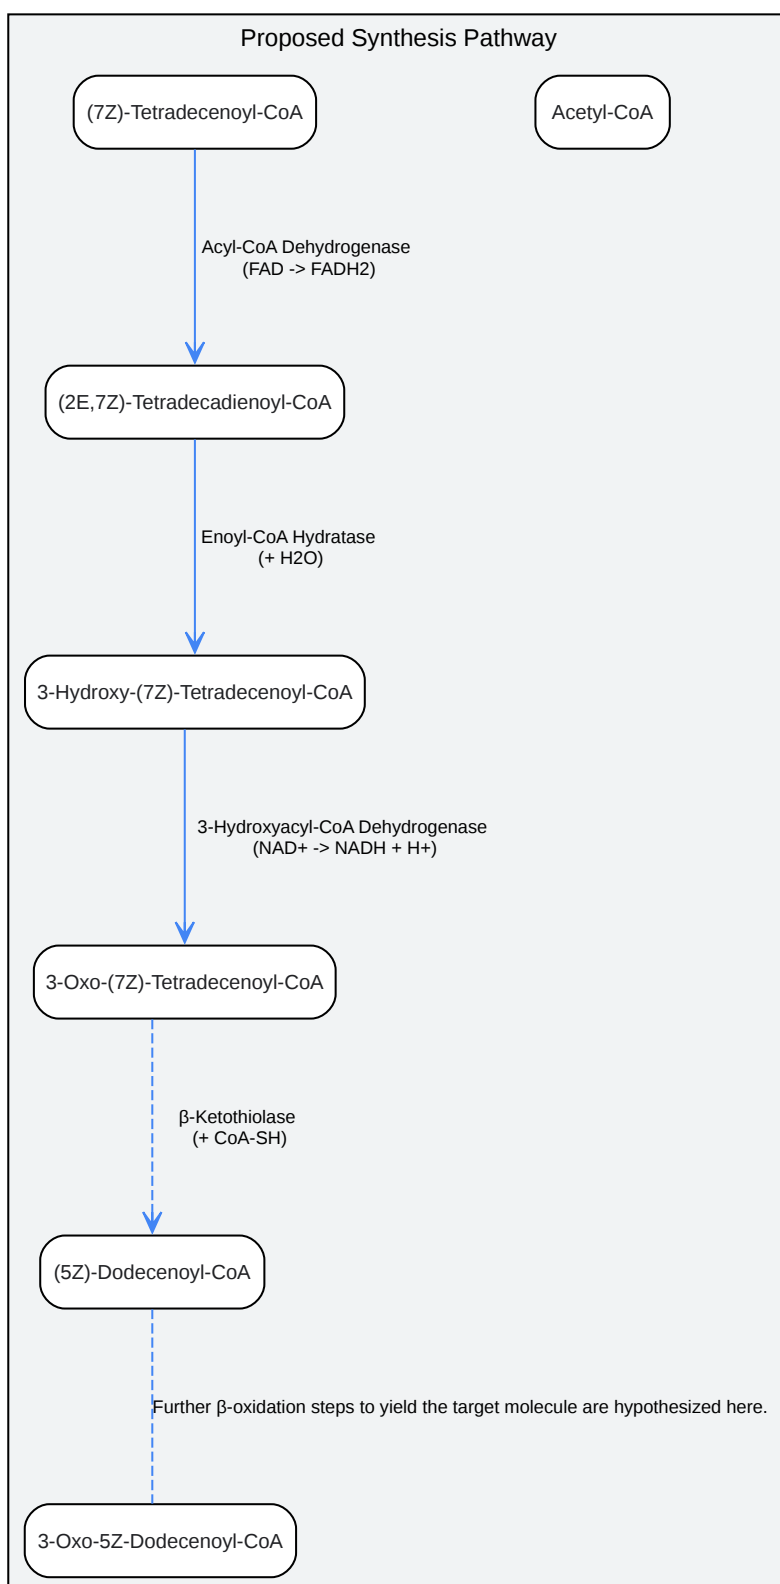 Proposed Synthesis Pathway
(7Z)-Tetradecenoyl-CoA
Acetyl-CoA
Acyl-CoA Dehydrogenase
(FAD -> FADH2)
(2E,7Z)-Tetradecadienoyl-CoA
Enoyl-CoA Hydratase
(+ H2O)
3-Hydroxy-(7Z)-Tetradecenoyl-CoA
3-Hydroxyacyl-CoA Dehydrogenase
(NAD+ -> NADH + H+)
3-Oxo-(7Z)-Tetradecenoyl-CoA
β-Ketothiolase
(+ CoA-SH)
(5Z)-Dodecenoyl-CoA
Further β-oxidation steps to yield the target molecule are hypothesized here.
3-Oxo-5Z-Dodecenoyl-CoA